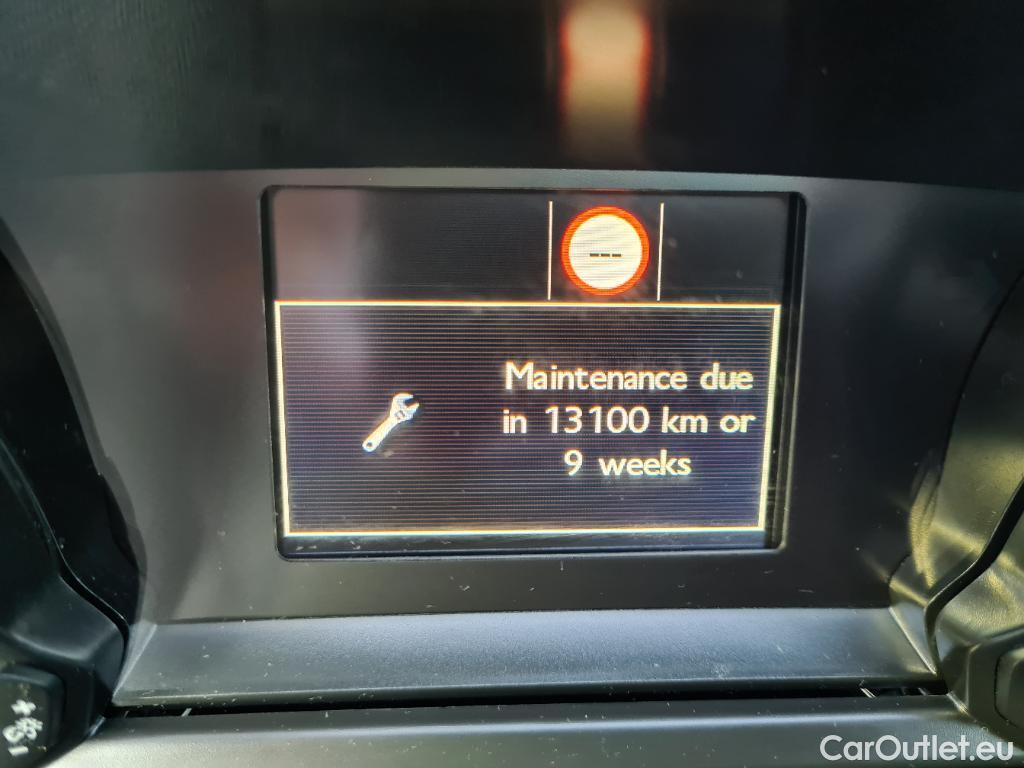 ---
Maintenance due
in 13100 km or
9 weeks
CarOutlet.eu